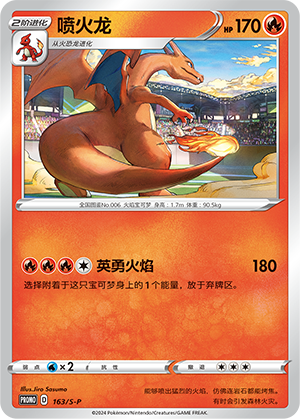 2阶进化 喷火龙 HP 170
从火恐龙进化
全国图鉴No.006 火焰宝可梦 身高：1.7m 体重：90.5kg
英勇火焰 180
选择附着于这只宝可梦身上的1个能量，放于弃牌区。
弱点 ×2 抗性 撤退
Illus.Jiro Sasumo
能够喷出猛烈的火焰，仿佛连岩石都能烤焦。
有时会引发森林火灾。
PROMO D 163/S-P
©2024 Pokémon/Nintendo/Creatures/GAME FREAK.